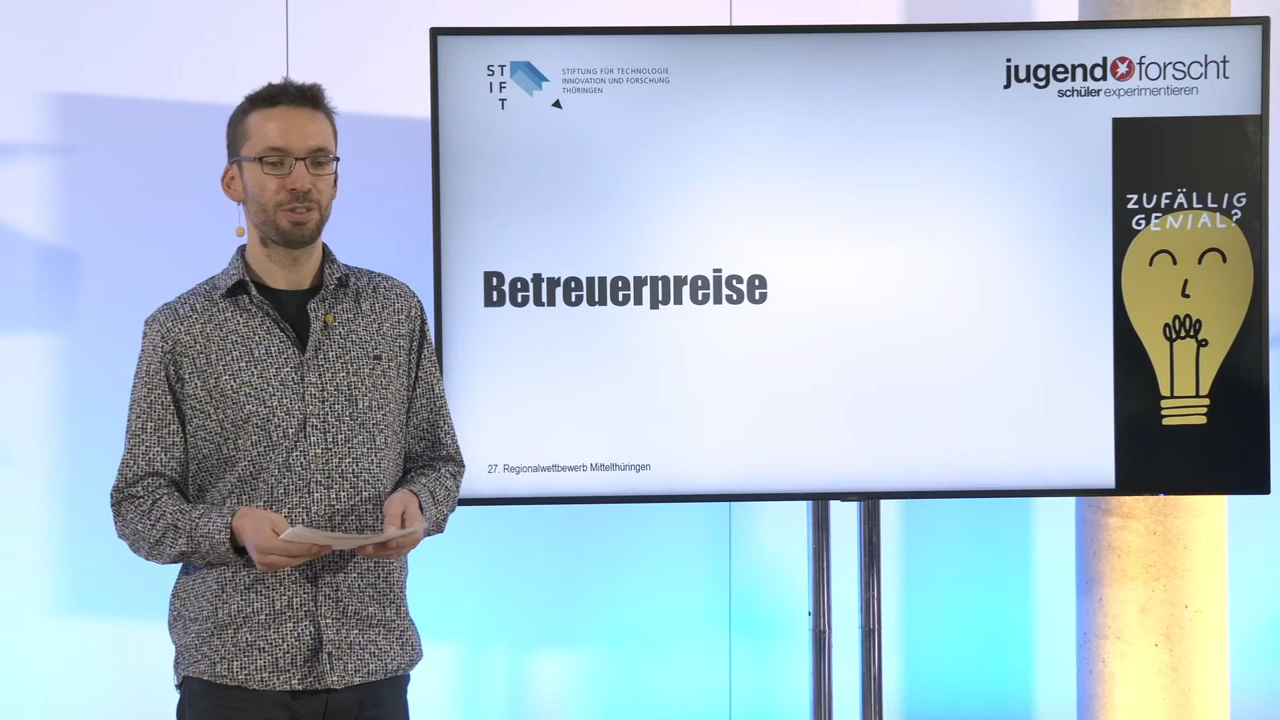 ST
IF
T
STIFTUNG FÜR TECHNOLOGIE,
INNOVATION UND FORSCHUNG
THÜRINGEN
jugend forscht
schüler experimentieren
ZUFÄLLIG
GENIAL?
Betreuerpreise
27. Regionalwettbewerb Mittelthüringen